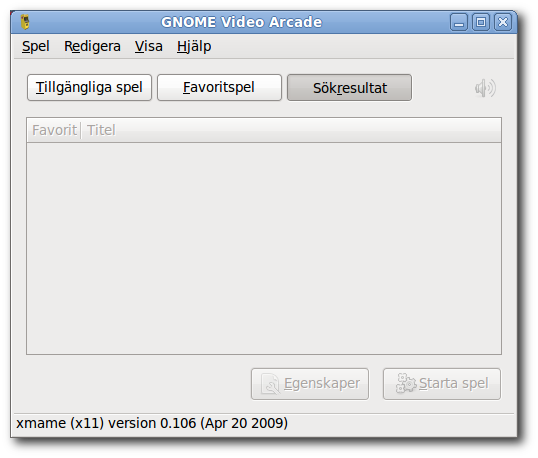 GNOME Video Arcade
Spel Redigera Visa Hjälp
Tillgängliga spel Favoritspel Sökresultat
Favorit Titel
Egenskaper Starta spel
xmame (x11) version 0.106 (Apr 20 2009)